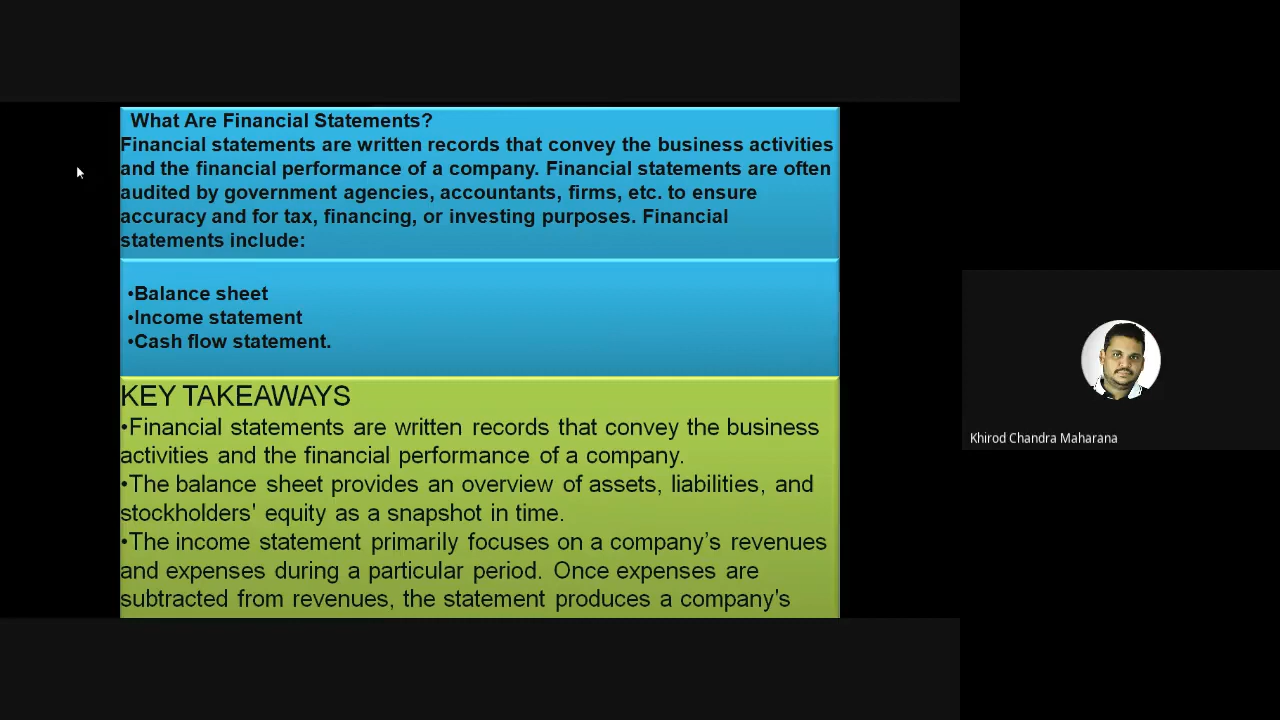 What Are Financial Statements?
Financial statements are written records that convey the business activities
and the financial performance of a company. Financial statements are often
audited by government agencies, accountants, firms, etc. to ensure
accuracy and for tax, financing, or investing purposes. Financial
statements include:
•Balance sheet
•Income statement
•Cash flow statement.
KEY TAKEAWAYS
•Financial statements are written records that convey the business
activities and the financial performance of a company.
•The balance sheet provides an overview of assets, liabilities, and
stockholders' equity as a snapshot in time.
•The income statement primarily focuses on a company’s revenues
and expenses during a particular period. Once expenses are
subtracted from revenues, the statement produces a company's
Khirod Chandra Maharana